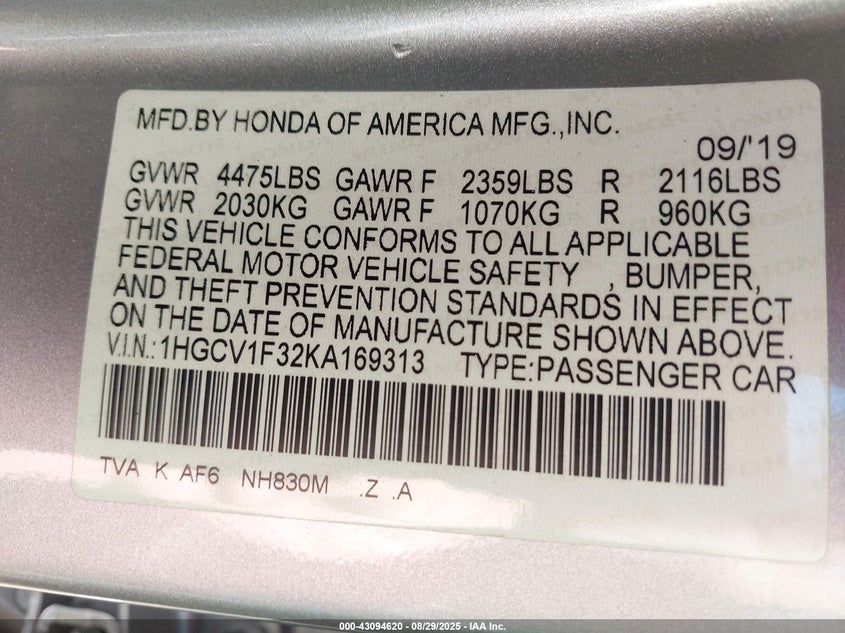 MFD.BY HONDA OF AMERICA MFG.,INC.
09/'19
GVWR 4475LBS GAWR F 2359LBS R 2116LBS
GVWR 2030KG GAWR F 1070KG R 960KG
THIS VEHICLE CONFORMS TO ALL APPLICABLE
FEDERAL MOTOR VEHICLE SAFETY , BUMPER,
AND THEFT PREVENTION STANDARDS IN EFFECT
ON THE DATE OF MANUFACTURE SHOWN ABOVE.
V.I.N.:1HGCV1F32KA169313 TYPE:PASSENGER CAR
TVA K AF6 NH830M .Z .A
000-43094620 - 08/29/2025 - IAA Inc.